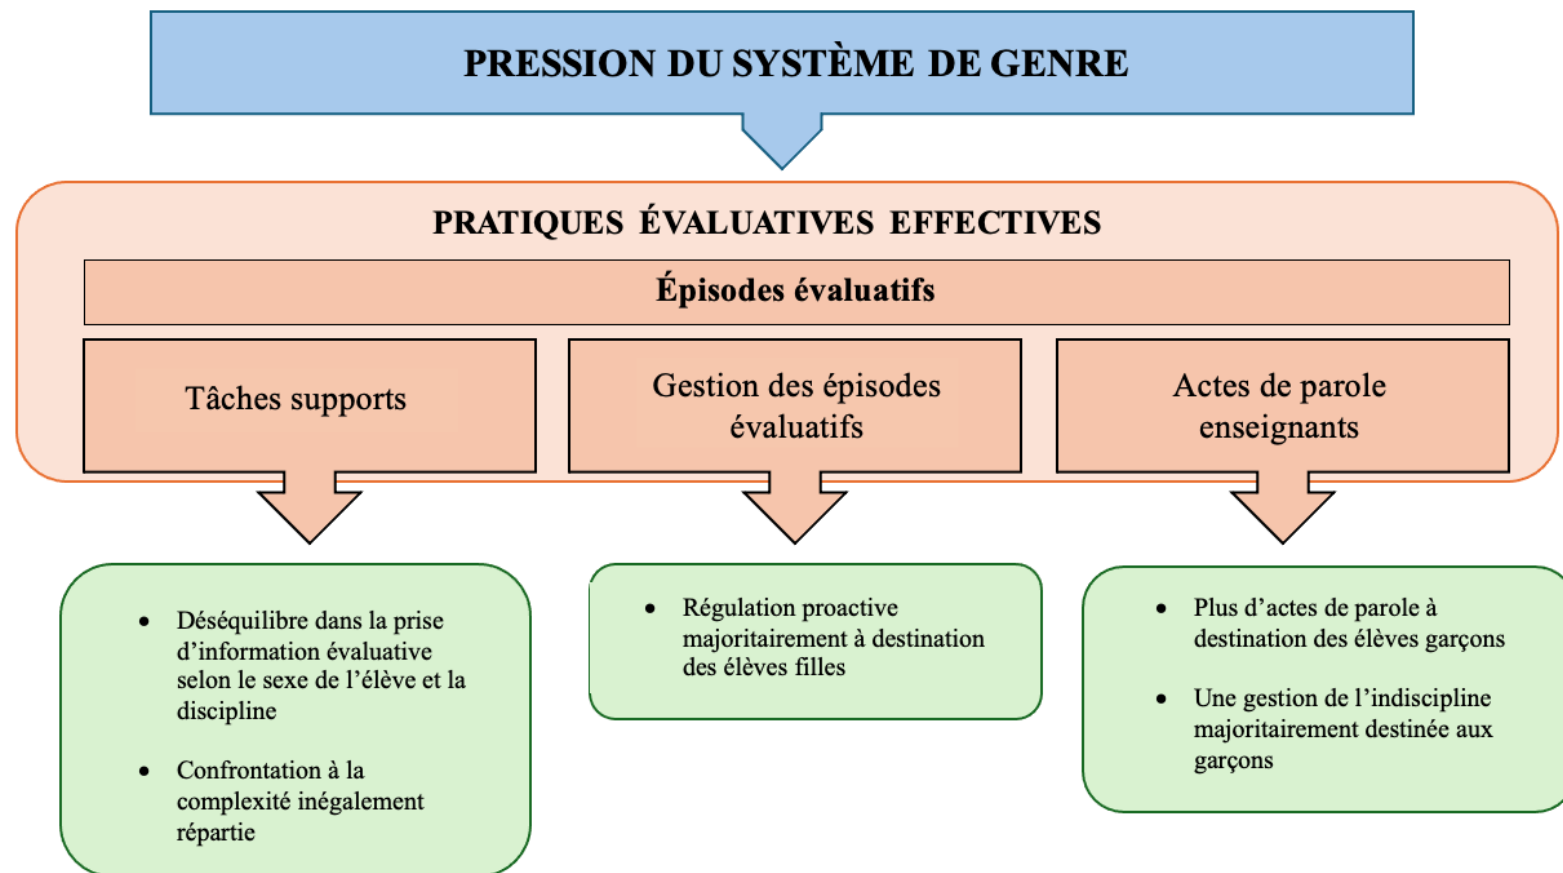 PRESSION DU SYSTÈME DE GENRE
PRATIQUES ÉVALUATIVES EFFECTIVES
Épisodes évaluatifs
Tâches supports
Gestion des épisodes
évaluatifs
Actes de parole
enseignants
• Déséquilibre dans la prise
d’information évaluative
selon le sexe de l’élève et la
discipline
• Confrontation à la
complexité inégalement
répartie
• Régulation proactive
majoritairement à destination
des élèves filles
• Plus d’actes de parole à
destination des élèves garçons
• Une gestion de l’indiscipline
majoritairement destinée aux
garçons